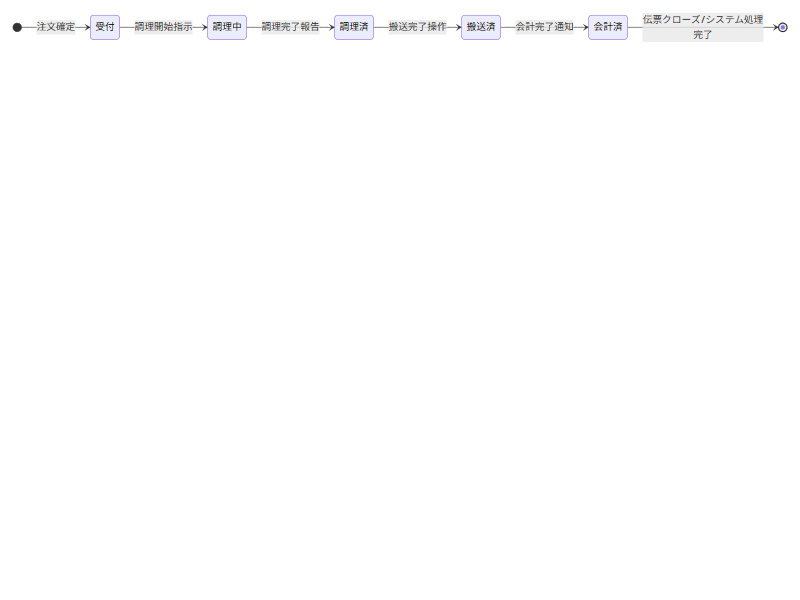 注文確定
受付
調理開始指示
調理中
調理完了報告
調理済
搬送完了操作
搬送済
会計完了通知
会計済
伝票クローズ/システム処理
完了